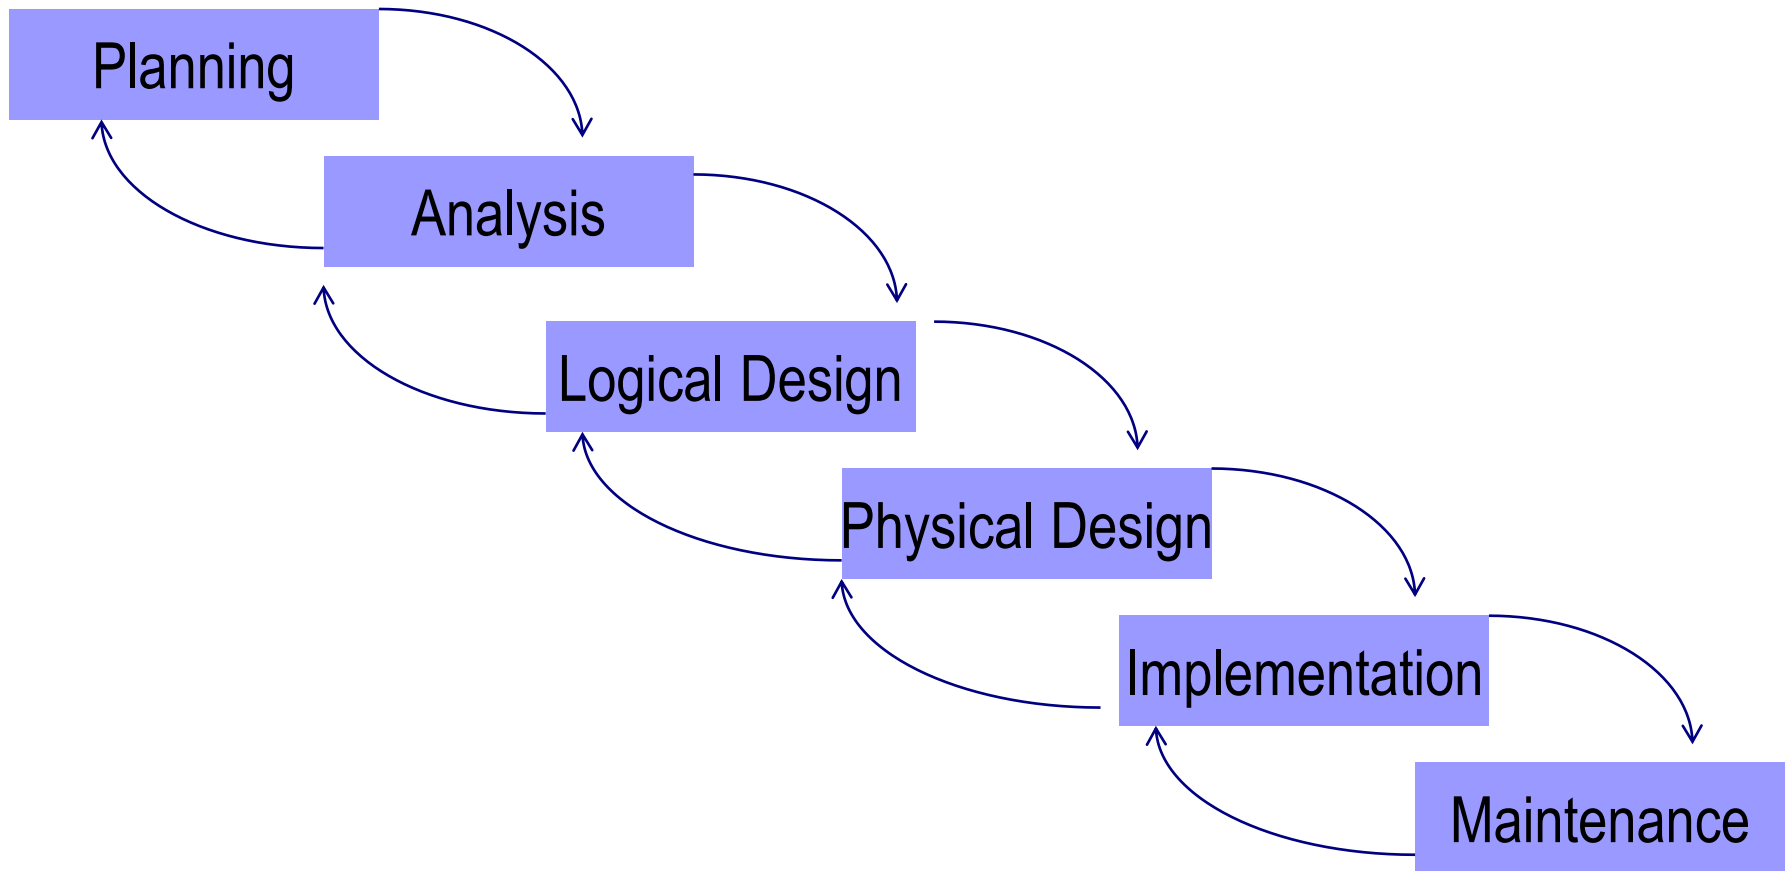 Planning
Analysis
Logical Design
Physical Design
Implementation
Maintenance